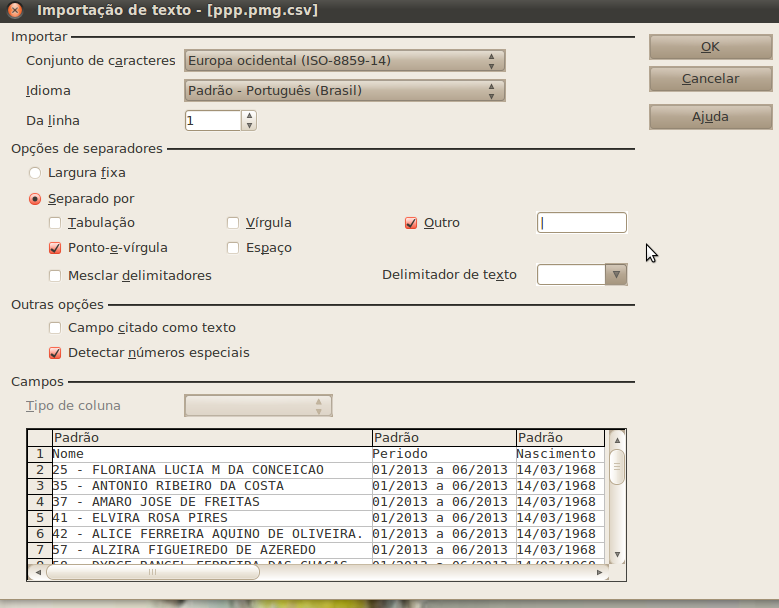 Importação de texto - [ppp.pmg.csv]
Importar
OK
Conjunto de caracteres Europa ocidental (ISO-8859-14)
Cancelar
Idioma Padrão - Português (Brasil)
Ajuda
Da linha 1
Opções de separadores
Largura fixa
Separado por
Tabulação Vírgula Outro |
Ponto-e-vírgula Espaço
Mesclar delimitadores Delimitador de texto
Outras opções
Campo citado como texto
Detectar números especiais
Campos
Tipo de coluna
Padrão Padrão Padrão
1 Nome Periodo Nascimento
2 25 - FLORIANA LUCIA M DA CONCEICAO 01/2013 a 06/2013 14/03/1968
3 35 - ANTONIO RIBEIRO DA COSTA 01/2013 a 06/2013 14/03/1968
4 37 - AMARO JOSE DE FREITAS 01/2013 a 06/2013 14/03/1968
5 41 - ELVIRA ROSA PIRES 01/2013 a 06/2013 14/03/1968
6 42 - ALICE FERREIRA AQUINO DE OLIVEIRA. 01/2013 a 06/2013 14/03/1968
7 57 - ALZIRA FIGUEIREDO DE AZEREDO 01/2013 a 06/2013 14/03/1968
01/2013 a 06/2013 14/03/1968